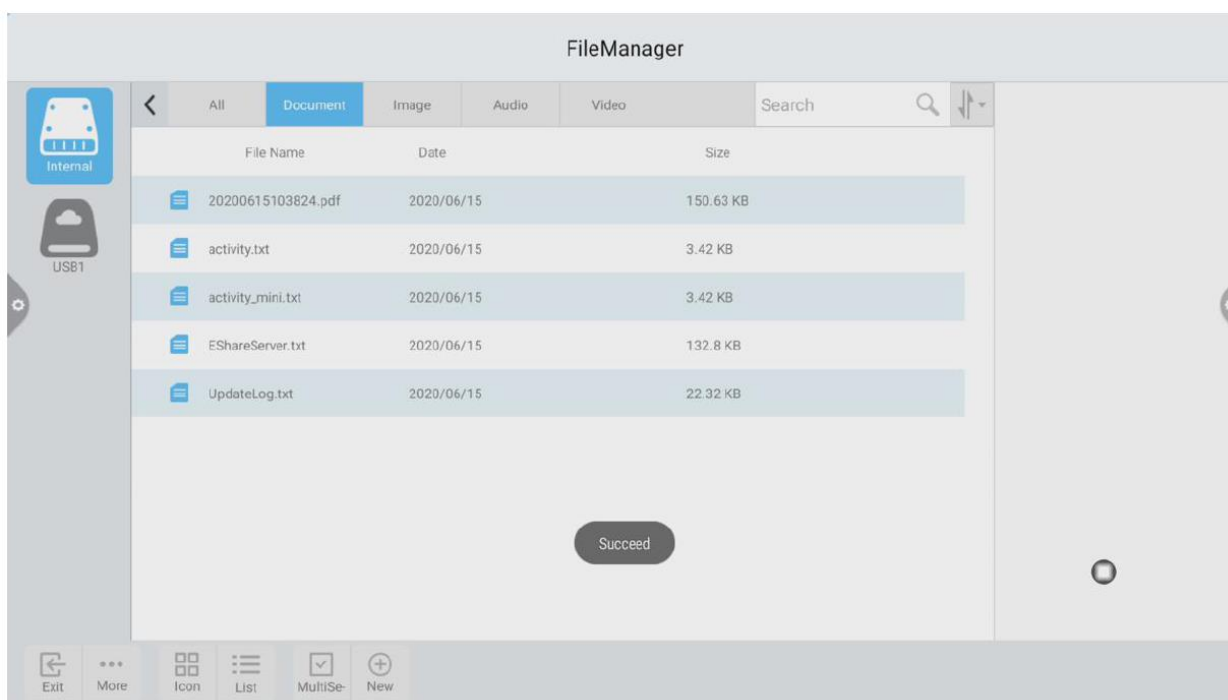 FileManager
Internal
USB1
All Document Image Audio Video Search
File Name Date Size
20200615103824.pdf 2020/06/15 150.63 KB
activity.txt 2020/06/15 3.42 KB
activity_mini.txt 2020/06/15 3.42 KB
EShareServer.txt 2020/06/15 132.8 KB
UpdateLog.txt 2020/06/15 22.32 KB
Succeed
Exit More Icon List MultiSe- New